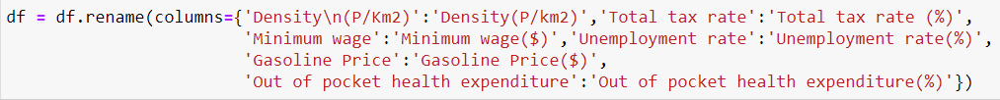 df = df.rename(columns={'Density\n(P/Km2)':'Density(P/km2)','Total tax rate':'Total tax rate (%)',
'Minimum wage':'Minimum wage($)','Unemployment rate':'Unemployment rate(%)',
'Gasoline Price':'Gasoline Price($)',
'Out of pocket health expenditure':'Out of pocket health expenditure(%)'})